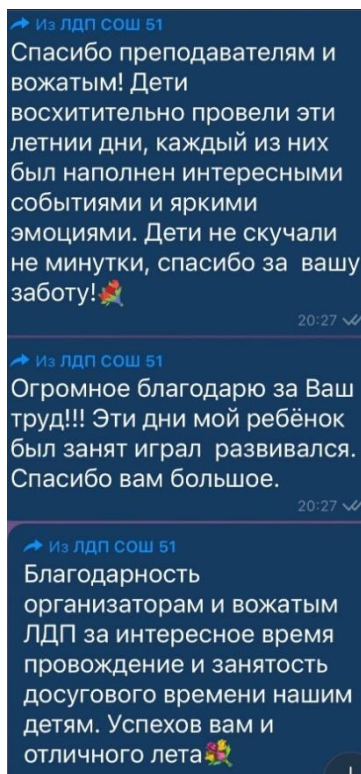 Из ЛДП СОШ 51
Спасибо преподавателям и
вожатым! Дети
восхитительно провели эти
летнии дни, каждый из них
был наполнен интересными
событиями и яркими
эмоциями. Дети не скучали
не минутки, спасибо за вашу
заботу!💐
20:27
Из ЛДП СОШ 51
Огромное благодарю за Ваш
труд!!! Эти дни мой ребёнок
был занят играл развивался.
Спасибо вам большое.
20:27
Из ЛДП СОШ 51
Благодарность
организаторам и вожатым
ЛДП за интересное время
провождение и занятость
досугового времени нашим
детям. Успехов вам и
отличного лета💐